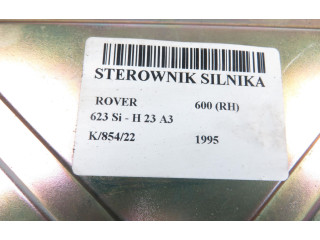 STEROWNIK SILNIKA
ROVER 600 (RH)
623 Si - H 23 A3
K/854/22 1995